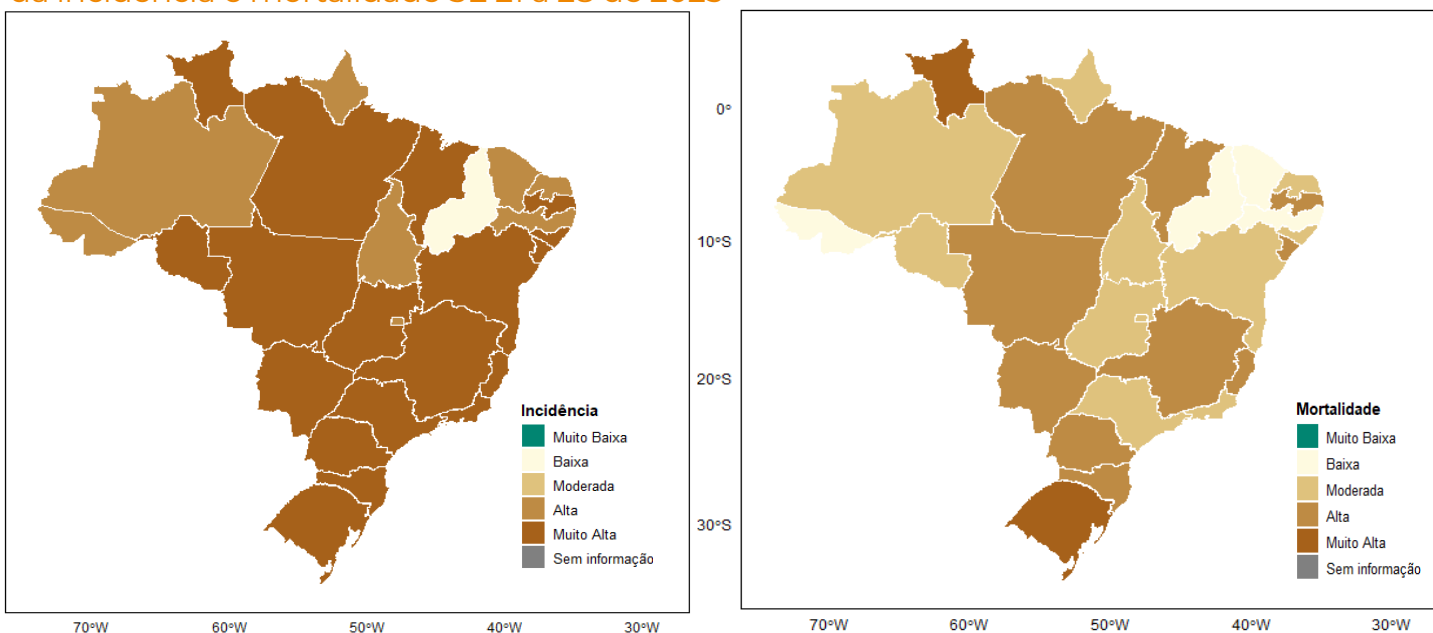 70°W
60°W
50°W
40°W
30°W
Incidência
Muito Baixa
Baixa
Moderada
Alta
Muito Alta
Sem informação
0°
10°S
20°S
30°S
Mortalidade
Muito Baixa
Baixa
Moderada
Alta
Muito Alta
Sem informação
70°W
60°W
50°W
40°W
30°W